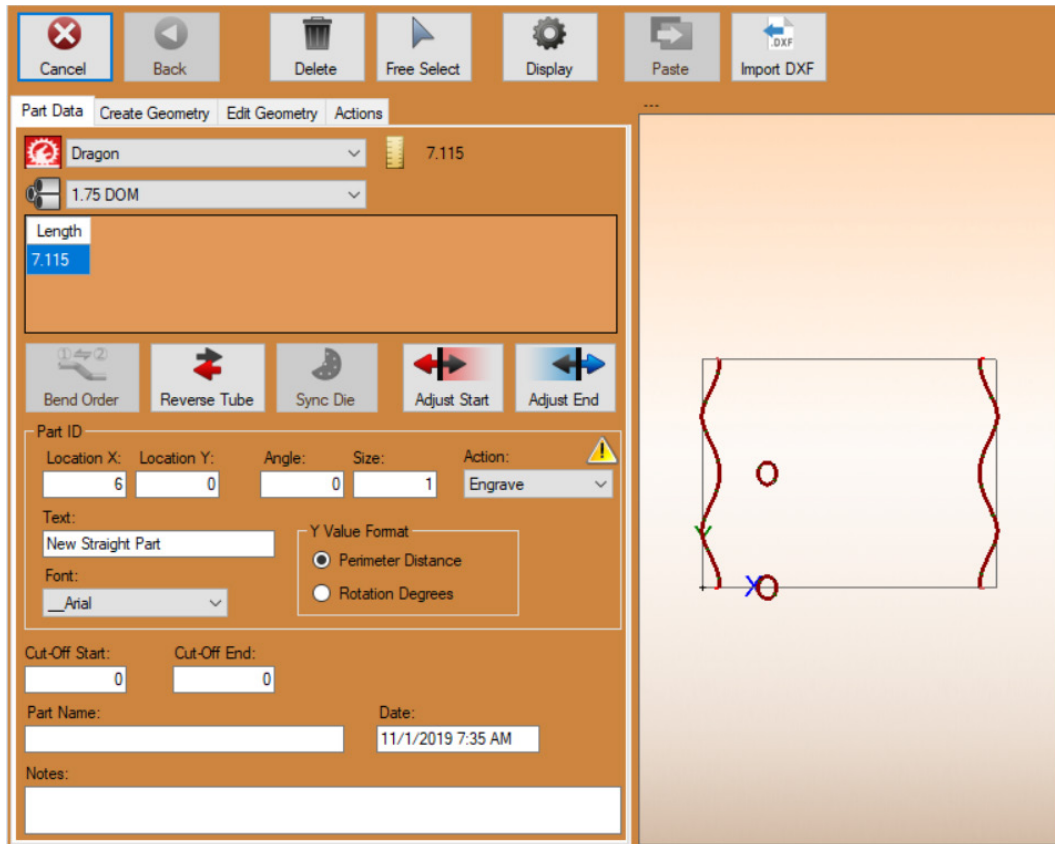 Cancel
Back
Delete
Free Select
Display
Paste
.DXF
Import DXF
Part Data
Create Geometry
Edit Geometry
Actions
---
Dragon
7.115
1.75 DOM
Length
7.115
① ⇌ ②
Bend Order
Reverse Tube
Sync Die
Adjust Start
Adjust End
Part ID
Location X:
Location Y:
Angle:
Size:
Action:
6
0
0
1
Engrave
Text:
New Straight Part
Y Value Format
Perimeter Distance
Rotation Degrees
Font:
__Arial
Y
X
Cut-Off Start:
Cut-Off End:
0
0
Part Name:
Date:
11/1/2019 7:35 AM
Notes: